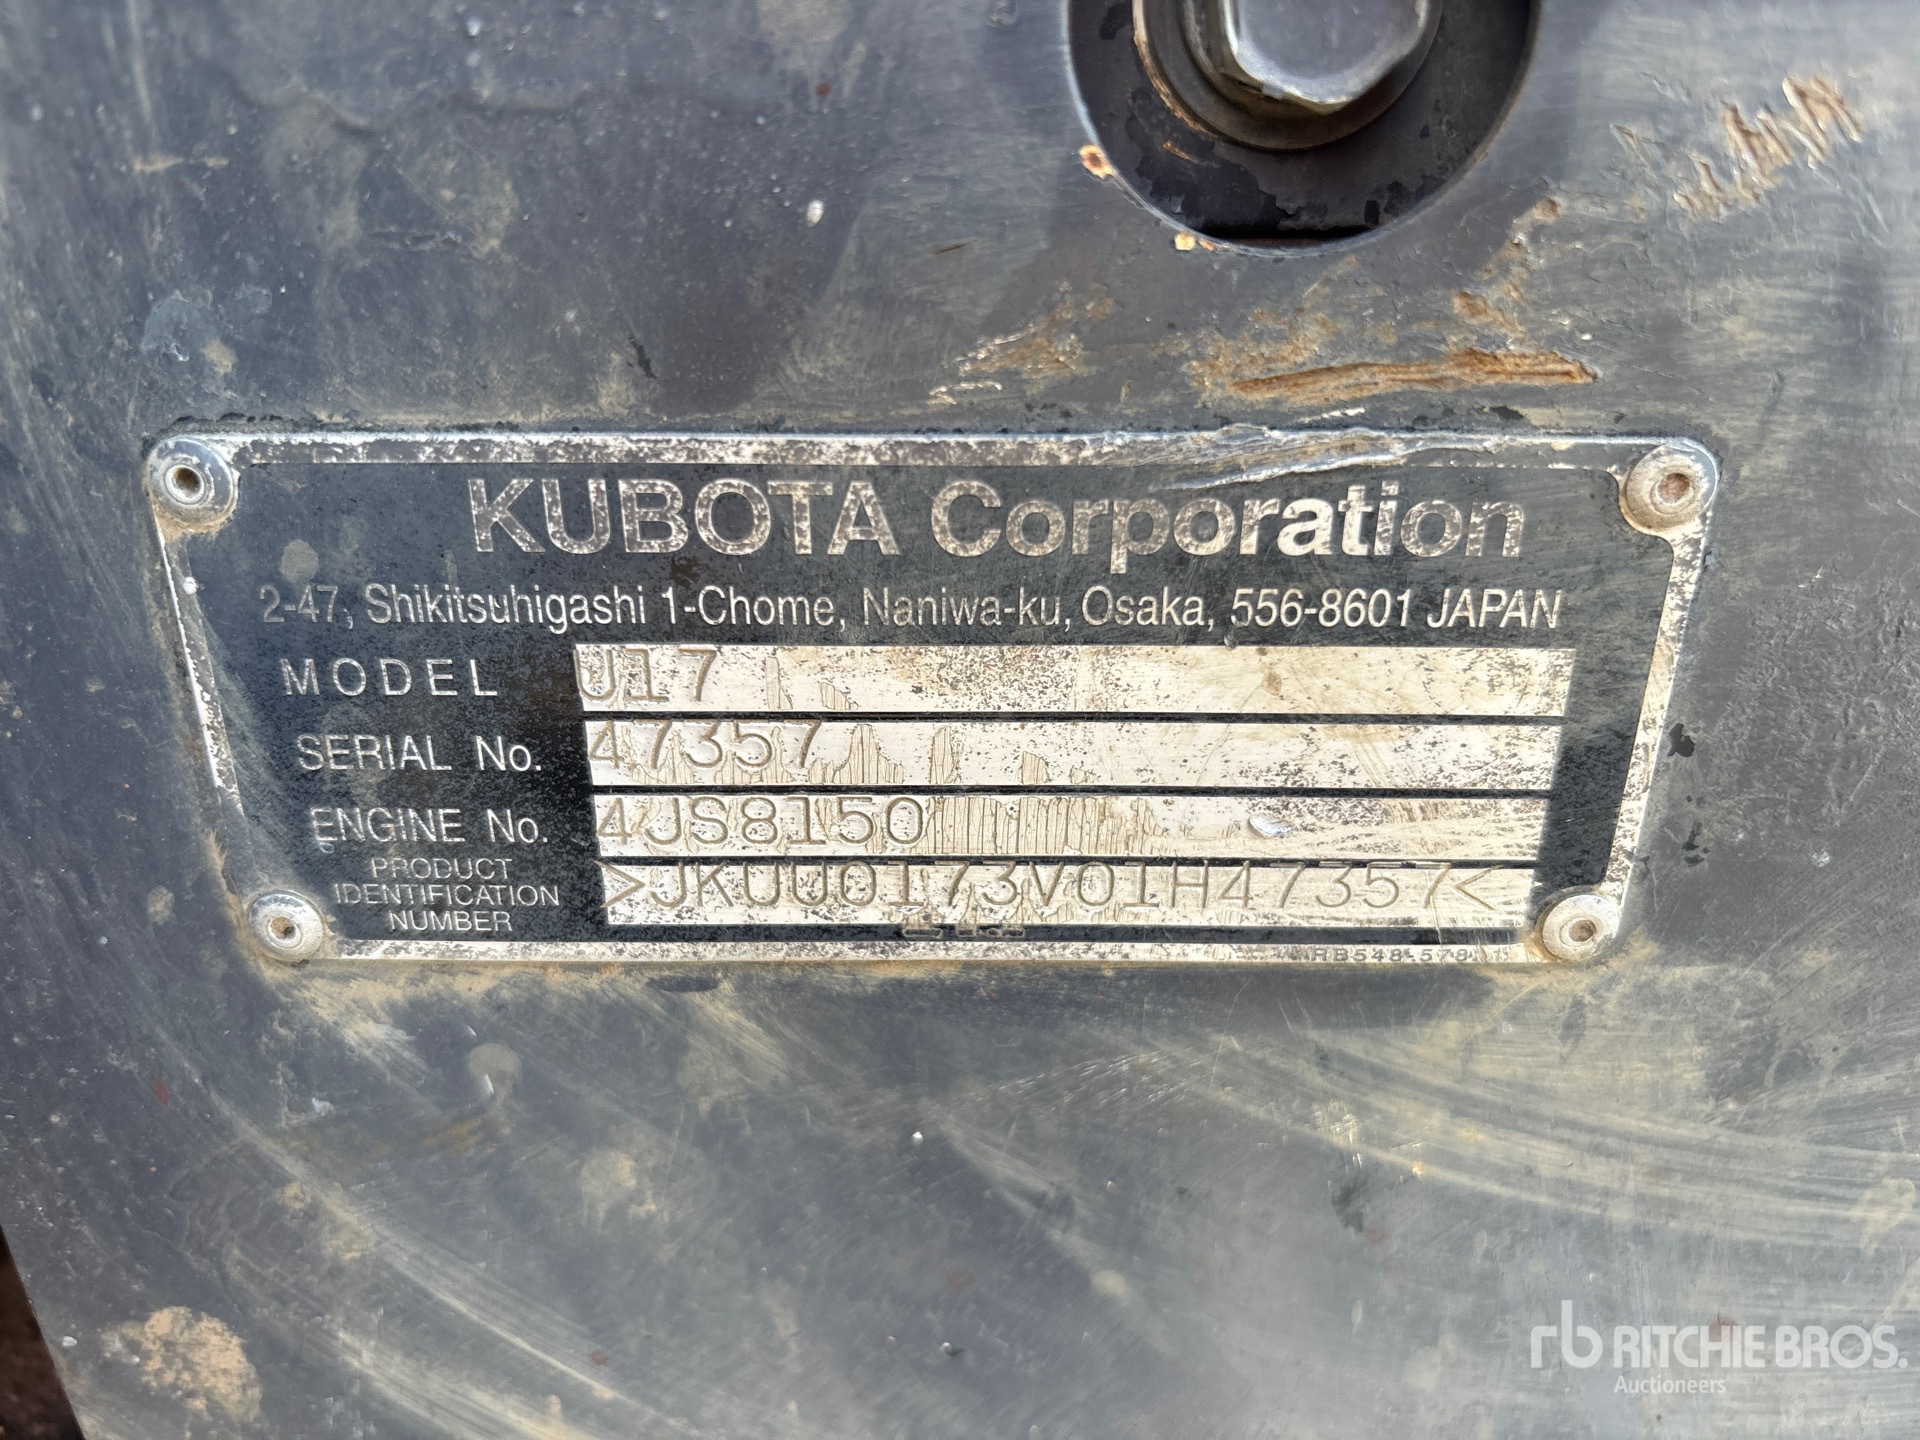 KUBOTA Corporation
2-47, Shikitsuhigashi 1-Chome, Naniwa-ku, Osaka, 556-8601 JAPAN
MODEL U17
SERIAL No. 47357
ENGINE No. 4JS8150
PRODUCT IDENTIFICATION NUMBER >JKUU0173V01H47357<
rb RITCHIE BROS.
Auctioneers